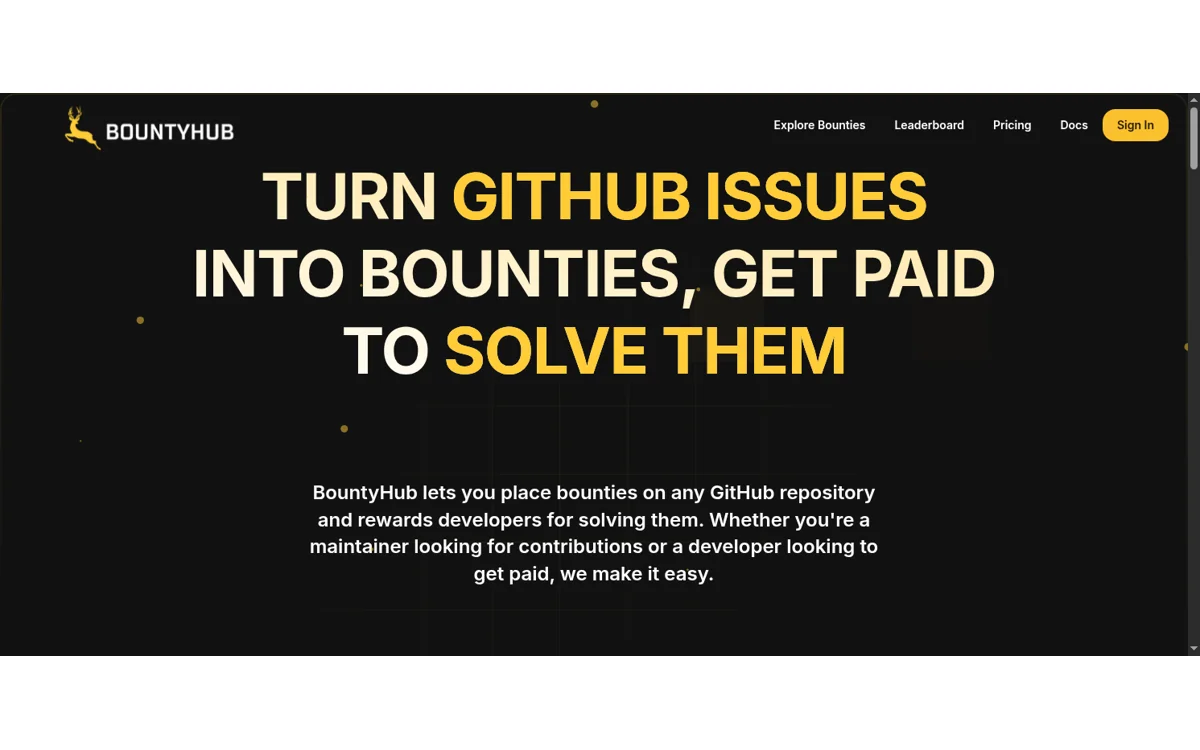 BOUNTYHUB
Explore Bounties
Leaderboard
Pricing
Docs
Sign In
TURN GITHUB ISSUES
INTO BOUNTIES, GET PAID
TO SOLVE THEM
BountyHub lets you place bounties on any GitHub repository
and rewards developers for solving them. Whether you're a
maintainer looking for contributions or a developer looking to
get paid, we make it easy.